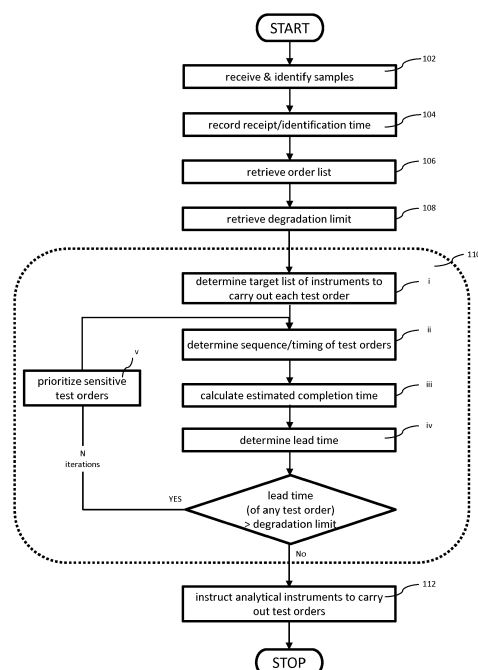 START
102
receive & identify samples
104
record receipt/identification time
106
retrieve order list
108
retrieve degradation limit
110
determine target list of instruments to
carry out each test order
i
ii
determine sequence/timing of test orders
v
prioritize sensitive
test orders
iii
calculate estimated completion time
iv
determine lead time
N
iterations
YES
lead time
(of any test order)
> degradation limit
No
112
instruct analytical instruments to carry
out test orders
STOP